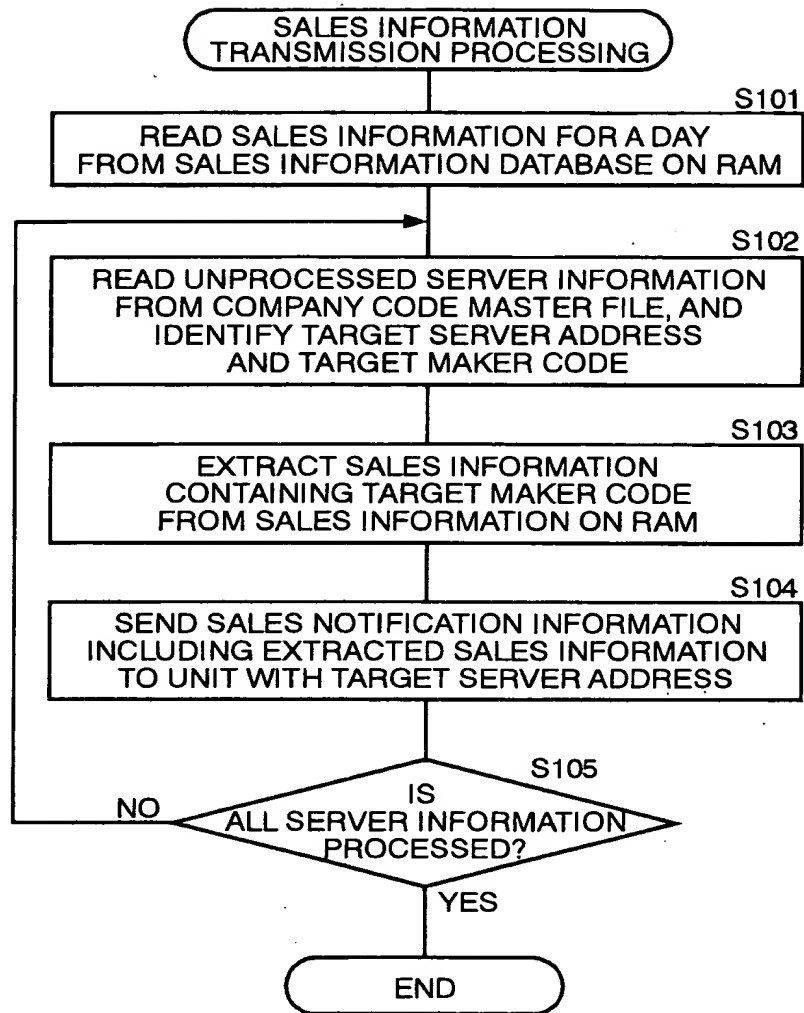 SALES INFORMATION
TRANSMISSION PROCESSING
S101
READ SALES INFORMATION FOR A DAY
FROM SALES INFORMATION DATABASE ON RAM
S102
READ UNPROCESSED SERVER INFORMATION
FROM COMPANY CODE MASTER FILE, AND
IDENTIFY TARGET SERVER ADDRESS
AND TARGET MAKER CODE
S103
EXTRACT SALES INFORMATION
CONTAINING TARGET MAKER CODE
FROM SALES INFORMATION ON RAM
S104
SEND SALES NOTIFICATION INFORMATION
INCLUDING EXTRACTED SALES INFORMATION
TO UNIT WITH TARGET SERVER ADDRESS
S105
IS
ALL SERVER INFORMATION
PROCESSED?
NO
YES
END